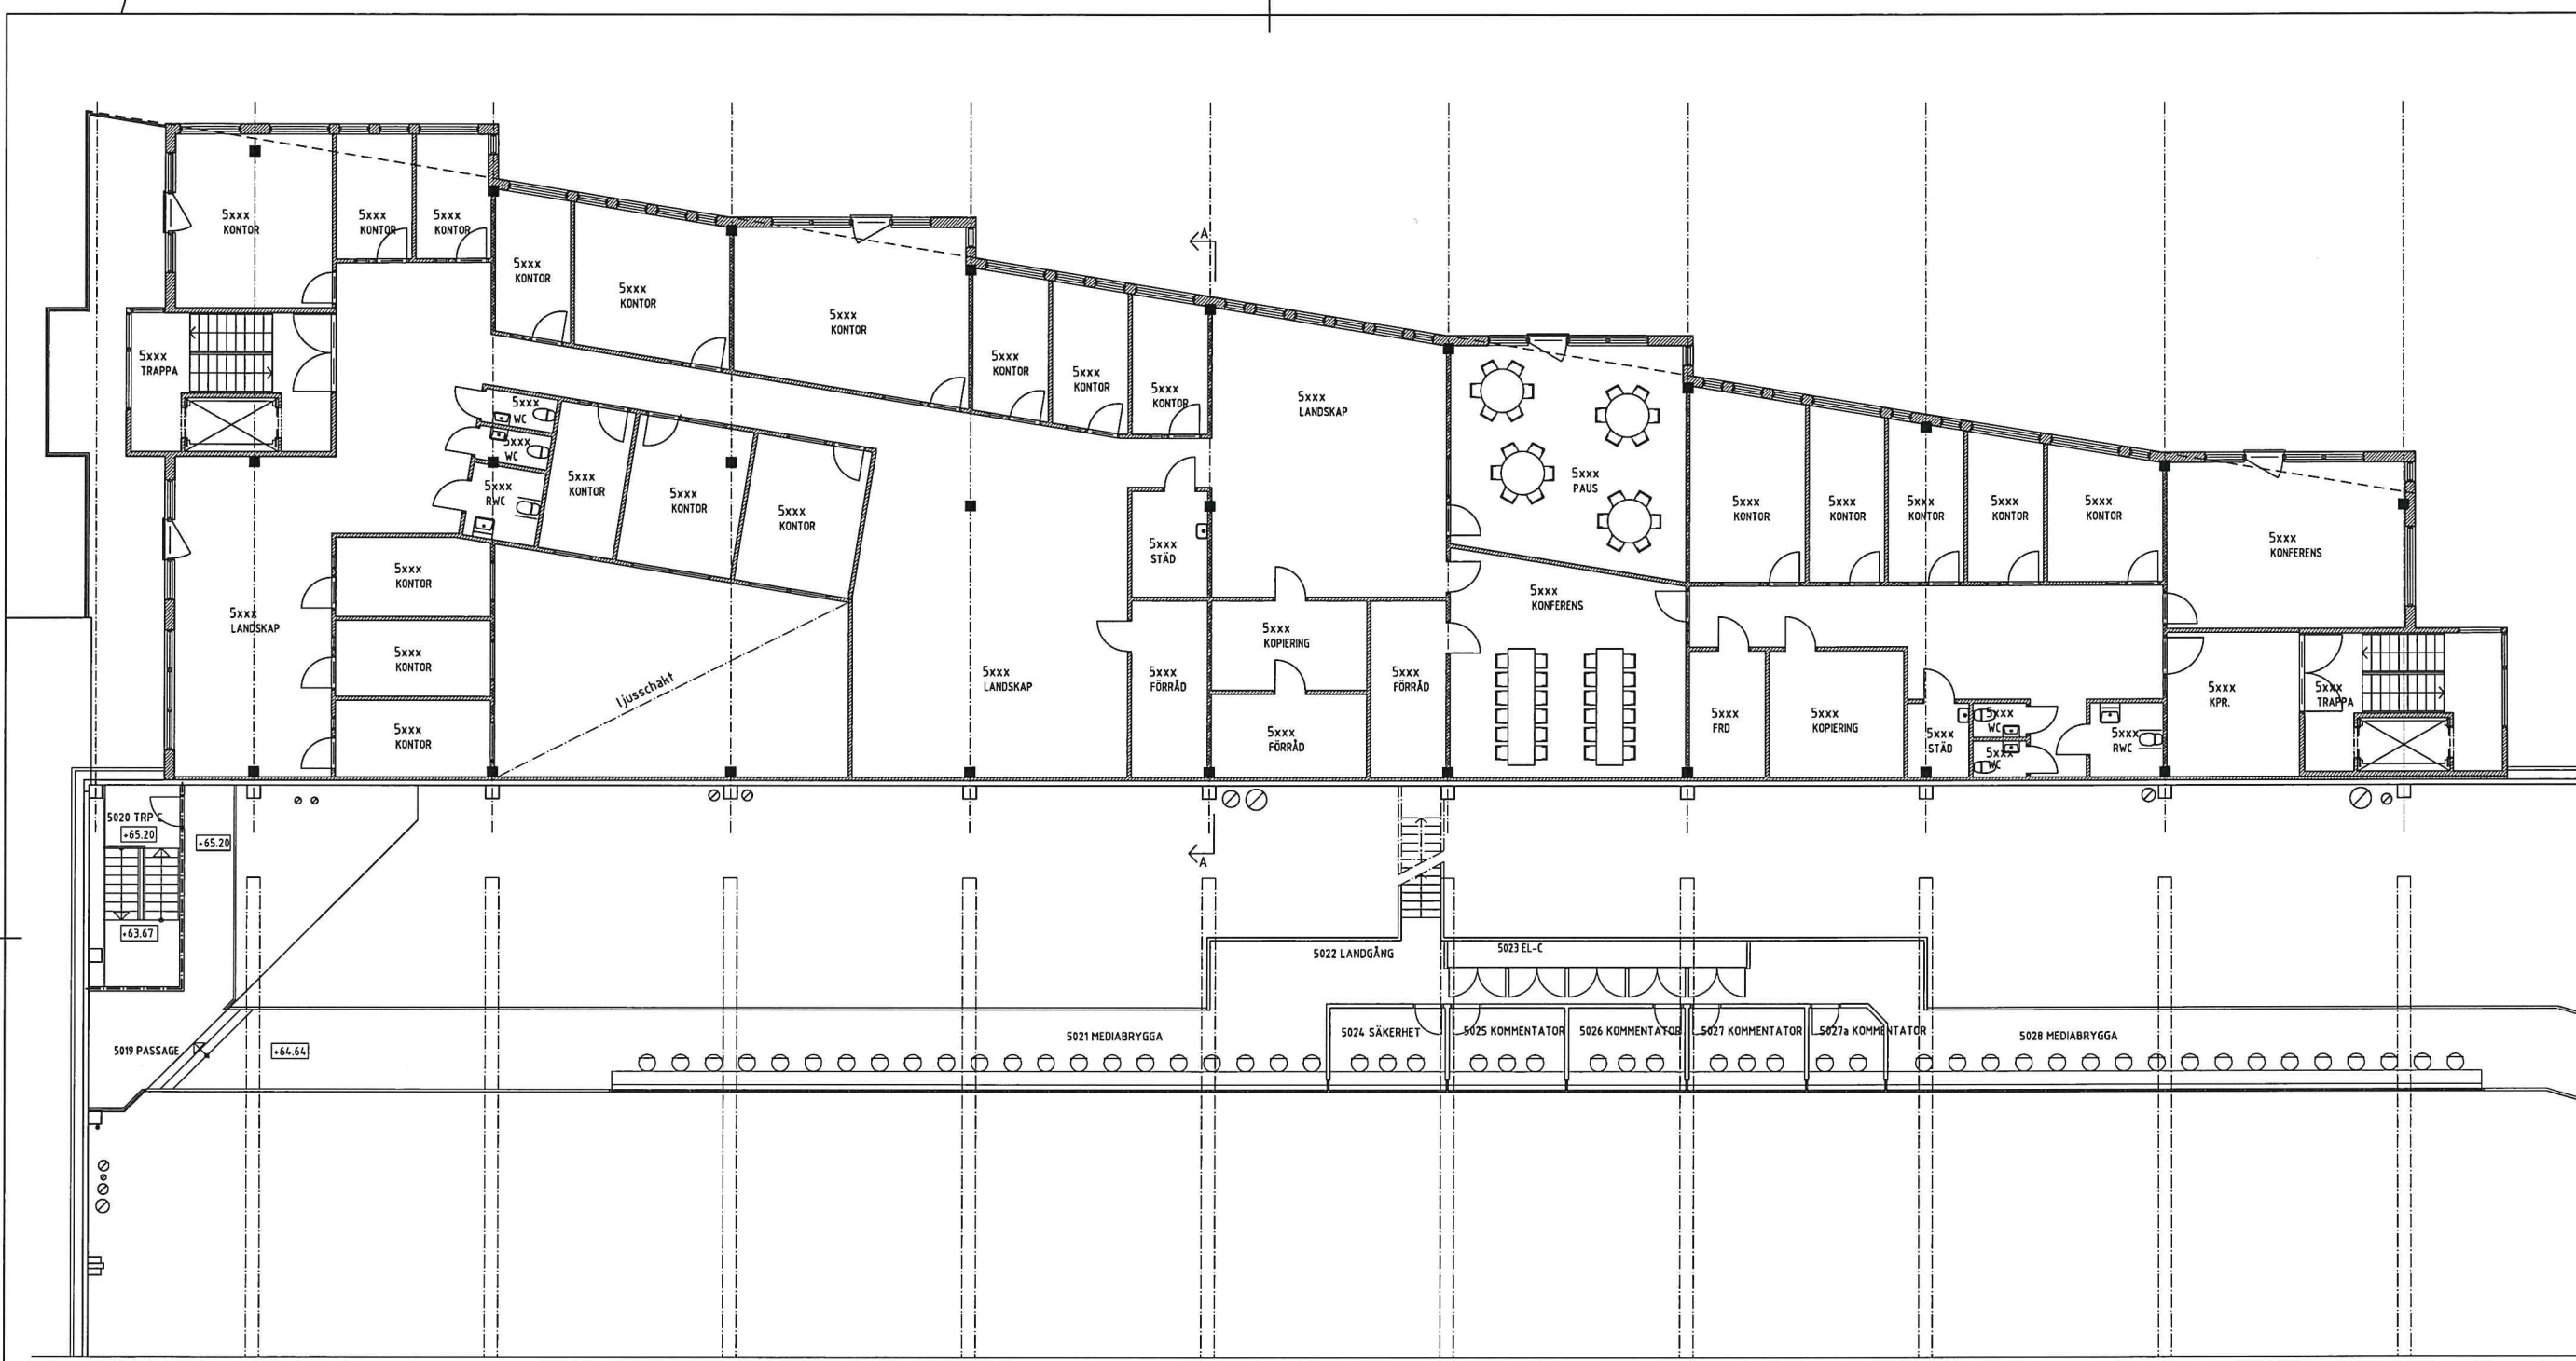 A
5xxx
KONTOR
5xxx
KONTOR
5xxx
KONTOR
5xxx
KONTOR
5xxx
KONTOR
5xxx
KONTOR
5xxx
KONTOR
5xxx
KONTOR
5xxx
KONTOR
5xxx
TRAPPA
5xxx
LANDSKAP
5xxx
WC
5xxx
WC
5xxx
RWC
5xxx
KONTOR
5xxx
KONTOR
5xxx
KONTOR
5xxx
PAUS
5xxx
KONTOR
5xxx
KONTOR
5xxx
KONTOR
5xxx
KONTOR
5xxx
KONTOR
5xxx
KONFERENS
5xxx
STÄD
5xxx
KONTOR
5xxx
LANDSKAP
5xxx
KONTOR
5xxx
KONTOR
ljusschakt
5xxx
LANDSKAP
5xxx
FÖRRÅD
5xxx
KOPIERING
5xxx
FÖRRÅD
5xxx
FÖRRÅD
5xxx
KONFERENS
5xxx
FRD
5xxx
KOPIERING
5xxx
STÄD
5xxx
WC
5xxx
WC
5xxx
RWC
5xxx
KPR.
5xxx
TRAPPA
5020 TRP C
+65.20
+65.20
A
+63.67
5022 LANDGÅNG
5023 EL-C
5019 PASSAGE
+64.64
5021 MEDIABRYGGA
5024 SÄKERHET
5025 KOMMENTATOR
5026 KOMMENTATOR
5027 KOMMENTATOR
5027a KOMMENTATOR
5028 MEDIABRYGGA